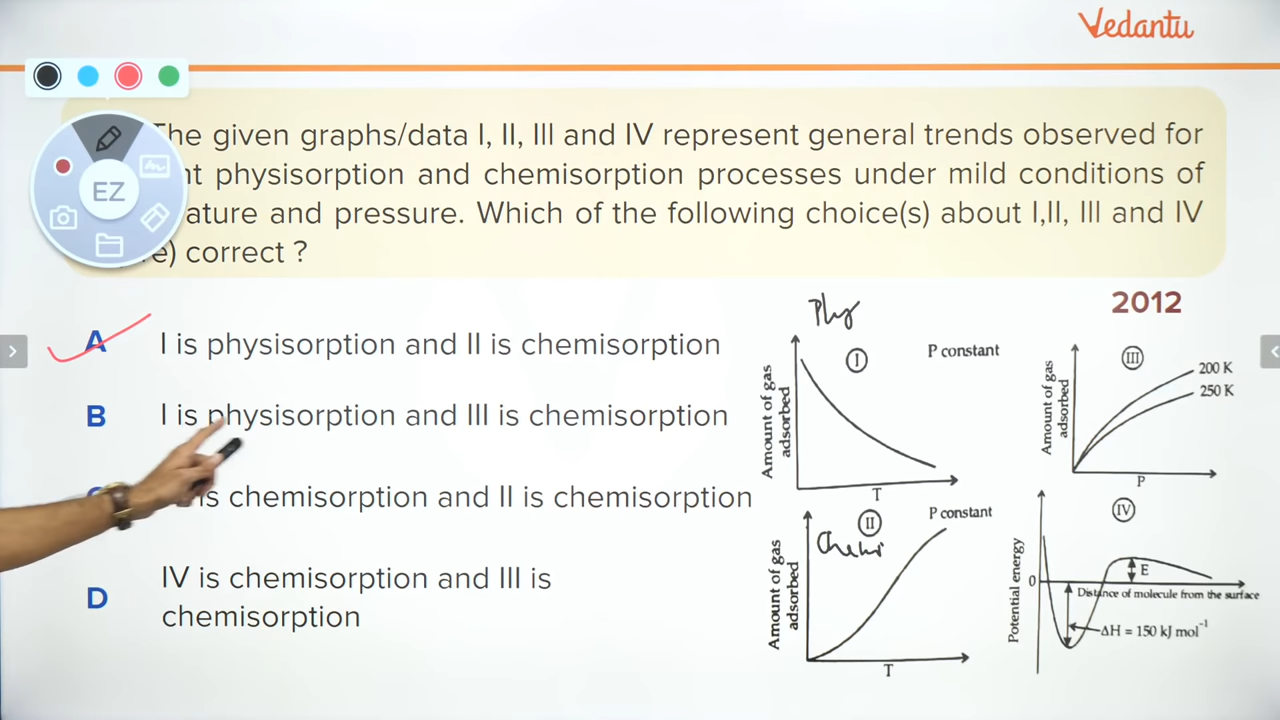 Vedantu
The given graphs/data I, II, III and IV represent general trends observed for
physisorption and chemisorption processes under mild conditions of
and pressure. Which of the following choice(s) about I,II, III and IV
correct ?
EZ
2012
A I is physisorption and II is chemisorption
B I is physisorption and III is chemisorption
is chemisorption and II is chemisorption
D IV is chemisorption and III is
chemisorption
Phy
I
P constant
Amount of gas
adsorbed
T
III
200 K
250 K
Amount of gas
adsorbed
P
II
P constant
Amount of gas
adsorbed
T
IV
Potential energy
0
E
Distance of molecule from the surface
ΔH = 150 kJ mol⁻¹